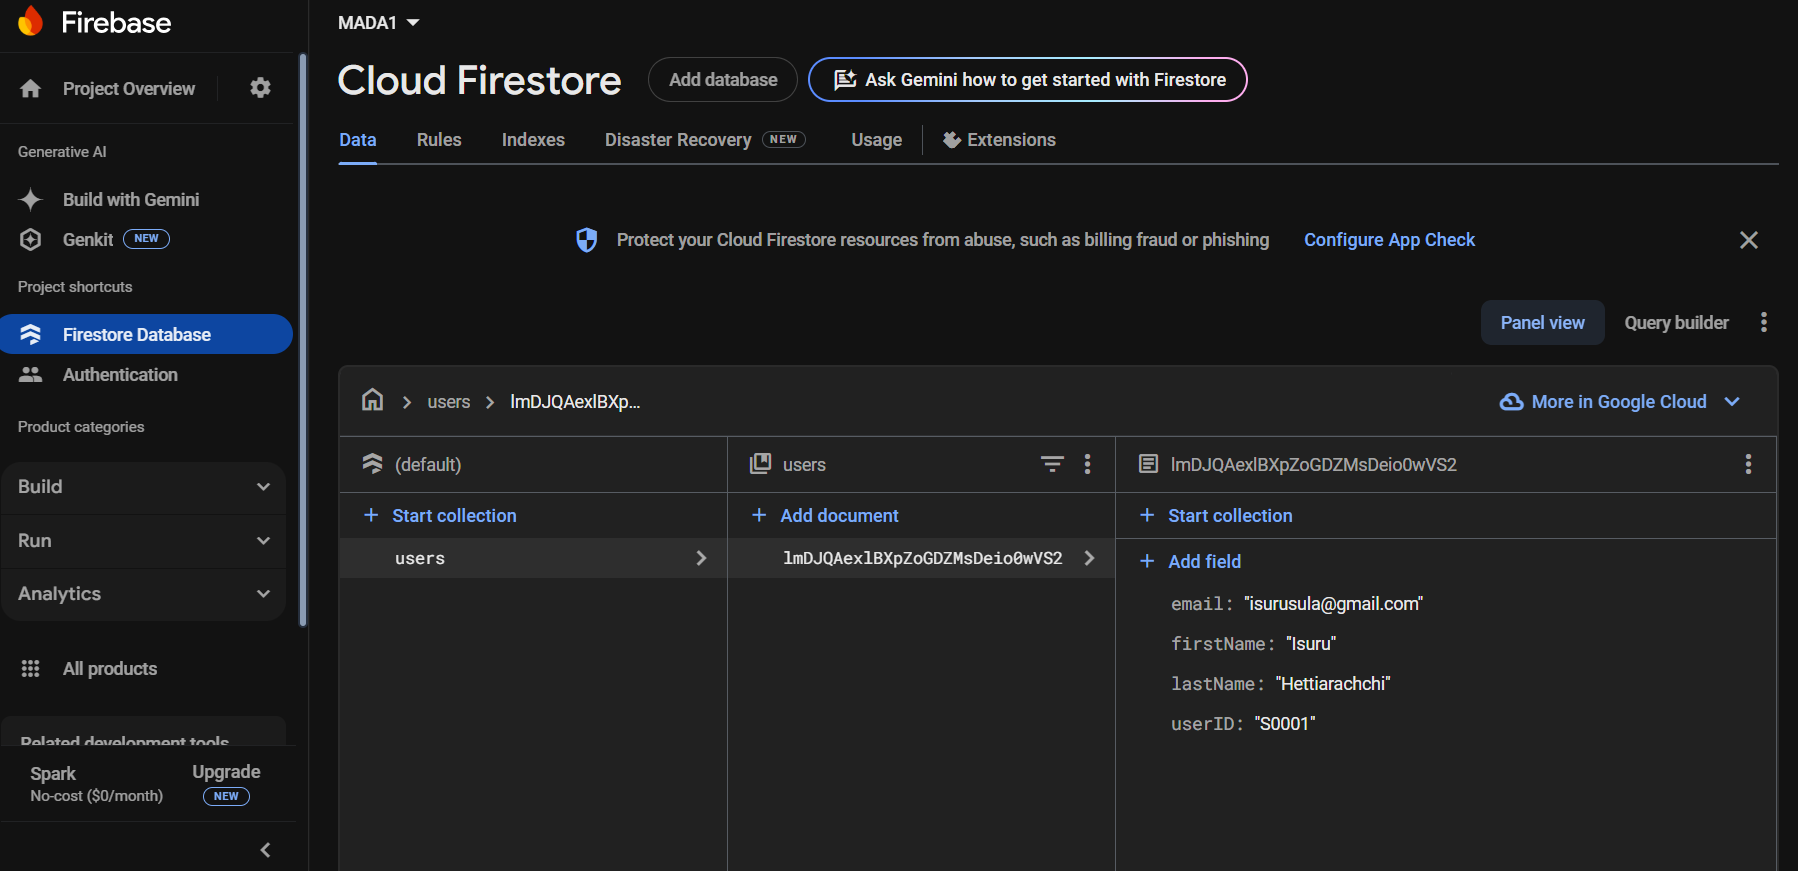 Firebase
Project Overview
Generative AI
Build with Gemini
Genkit NEW
Project shortcuts
Firestore Database
Authentication
Product categories
Build
Run
Analytics
All products
Related development tools
Spark
No-cost ($0/month)
Upgrade
NEW
MADA1
Cloud Firestore
Add database
Ask Gemini how to get started with Firestore
Data Rules Indexes Disaster Recovery NEW Usage Extensions
Protect your Cloud Firestore resources from abuse, such as billing fraud or phishing Configure App Check
Panel view Query builder
users lmDJQAexlBXp...
More in Google Cloud
(default)
Start collection
users
users
Add document
lmDJQAexlBXpZoGDZMsDeio0wVS2
lmDJQAexlBXpZoGDZMsDeio0wVS2
Start collection
Add field
email: "isurusula@gmail.com"
firstName: "Isuru"
lastName: "Hettiarachchi"
userID: "S0001"